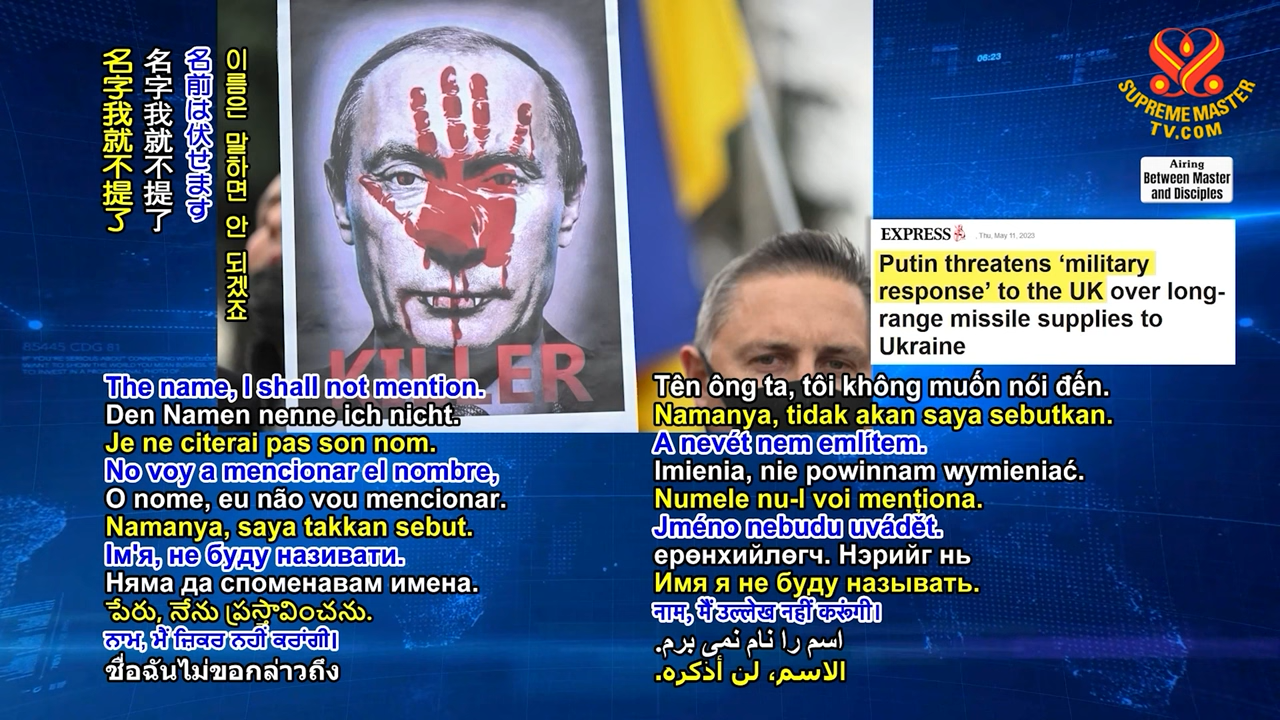 名字我就不提了
名字我就不提了
名前は伏せます
이름은 말하면 안 되겠죠
KILLER
06:23
SUPREME MASTER
TV.COM
Airing
Between Master
and Disciples
EXPRESS
Thu, May 11, 2023
Putin threatens ‘military
response’ to the UK over long-
range missile supplies to
Ukraine
85445 CDG 81
The name, I shall not mention.
Den Namen nenne ich nicht.
Je ne citerai pas son nom.
No voy a mencionar el nombre,
O nome, eu não vou mencionar.
Namanya, saya takkan sebut.
Ім'я, не буду називати.
Няма да споменавам имена.
పేరు, నేను ప్రస్తావించను.
ਨਾਮ, ਮੈਂ ਜ਼ਿਕਰ ਨਹੀਂ ਕਰਾਂਗੀ।
ชื่อฉันไม่ขอกล่าวถึง
Tên ông ta, tôi không muốn nói đến.
Namanya, tidak akan saya sebutkan.
A nevét nem említem.
Imienia, nie powinnam wymieniać.
Numele nu-l voi menționa.
Jméno nebudu uvádět.
ерөнхийлөгч. Нэрийг нь
Имя я не буду называть.
नाम, मैं उल्लेख नहीं करूंगी।
اسم را نام نمی برم.
الاسم، لن أذكره.